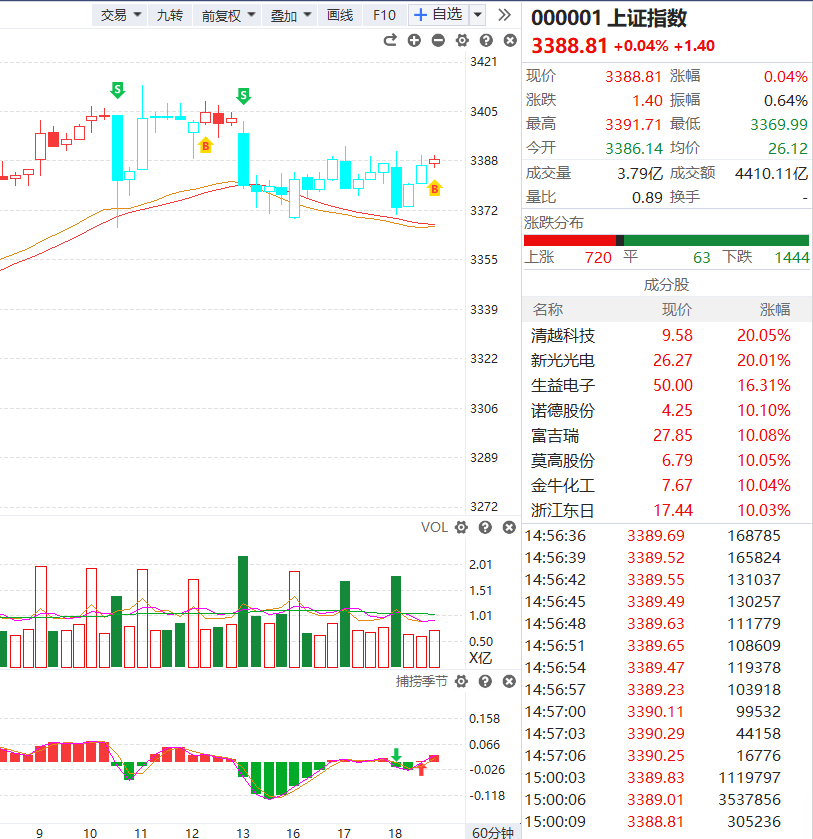 交易 九转 前复权 叠加 画线 F10 + 自选
000001 上证指数
3388.81 +0.04% +1.40
现价 3388.81 涨幅 0.04%
涨跌 1.40 振幅 0.64%
最高 3391.71 最低 3369.99
今开 3386.14 均价 26.12
成交量 3.79亿 成交额 4410.11亿
量比 0.89 换手 -
涨跌分布
上涨 720 平 63 下跌 1444
成分股
名称 现价 涨幅
清越科技 9.58 20.05%
新光光电 26.27 20.01%
生益电子 50.00 16.31%
诺德股份 4.25 10.10%
富吉瑞 27.85 10.08%
莫高股份 6.79 10.05%
金牛化工 7.67 10.04%
浙江东日 17.44 10.03%
14:56:36 3389.69 168785
14:56:39 3389.52 165824
14:56:42 3389.55 131037
14:56:45 3389.49 130257
14:56:48 3389.63 111779
14:56:51 3389.65 108609
14:56:54 3389.47 119378
14:56:57 3389.23 103918
14:57:00 3390.11 99532
14:57:03 3390.29 44158
14:57:06 3390.25 16776
15:00:03 3389.83 1119797
15:00:06 3389.01 3537856
15:00:09 3388.81 305236
3421
3405
3388
3372
3355
3339
3322
3306
3289
3272
S
S
B
B
VOL
2.01
1.51
1.01
0.50
X亿
捕捞季节
0.158
0.066
-0.026
-0.118
9 10 11 12 13 16 17 18 60分钟